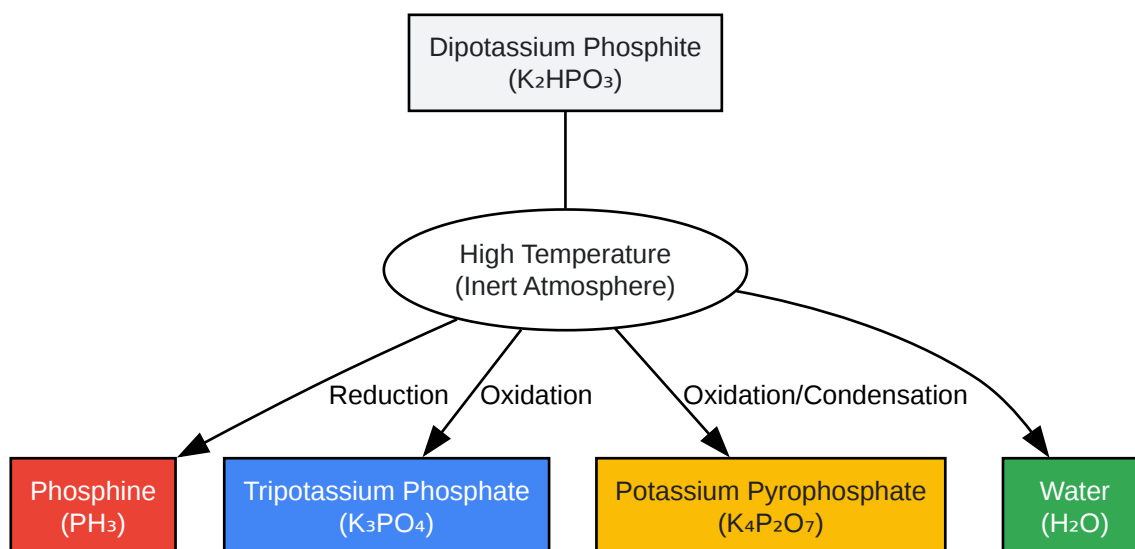 Dipotassium Phosphite
(K₂HPO₃)
High Temperature
(Inert Atmosphere)
Reduction
Oxidation
Oxidation/Condensation
Phosphine
(PH₃)
Tripotassium Phosphate
(K₃PO₄)
Potassium Pyrophosphate
(K₄P₂O₇)
Water
(H₂O)